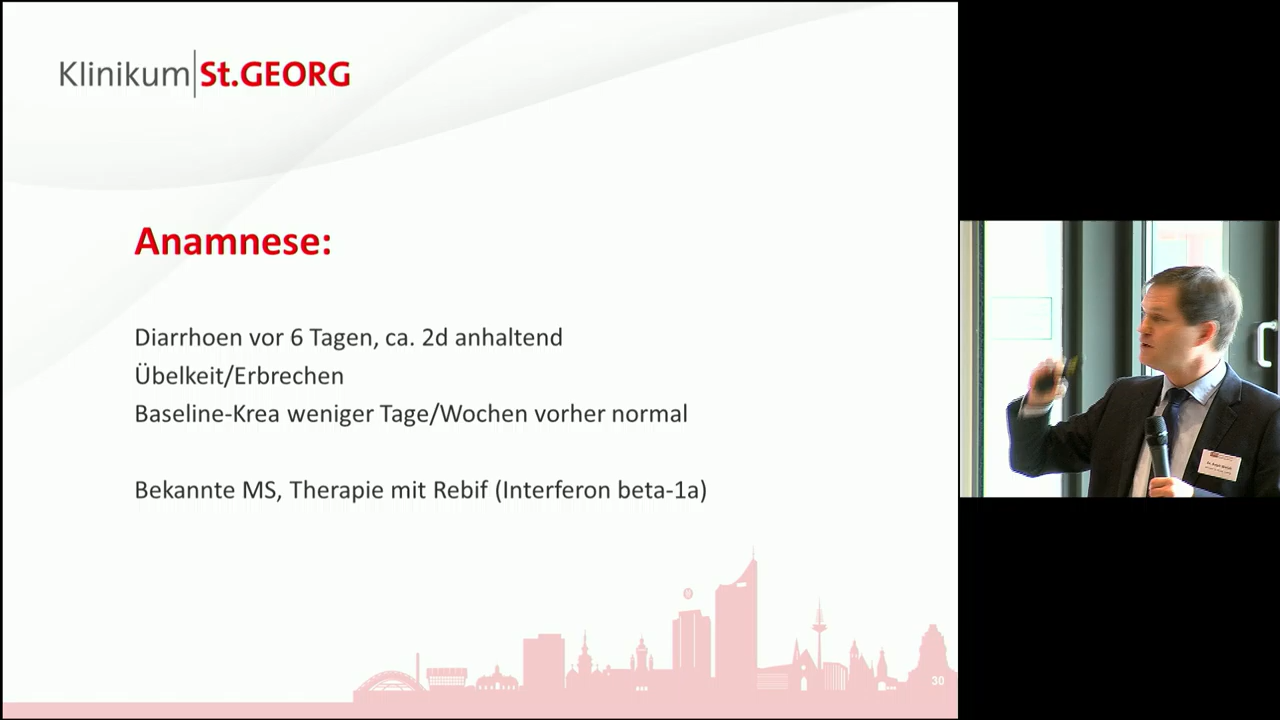 Klinikum St.GEORG
Anamnese:
Diarrhoen vor 6 Tagen, ca. 2d anhaltend
Übelkeit/Erbrechen
Baseline-Krea weniger Tage/Wochen vorher normal
Bekannte MS, Therapie mit Rebif (Interferon beta-1a)
30